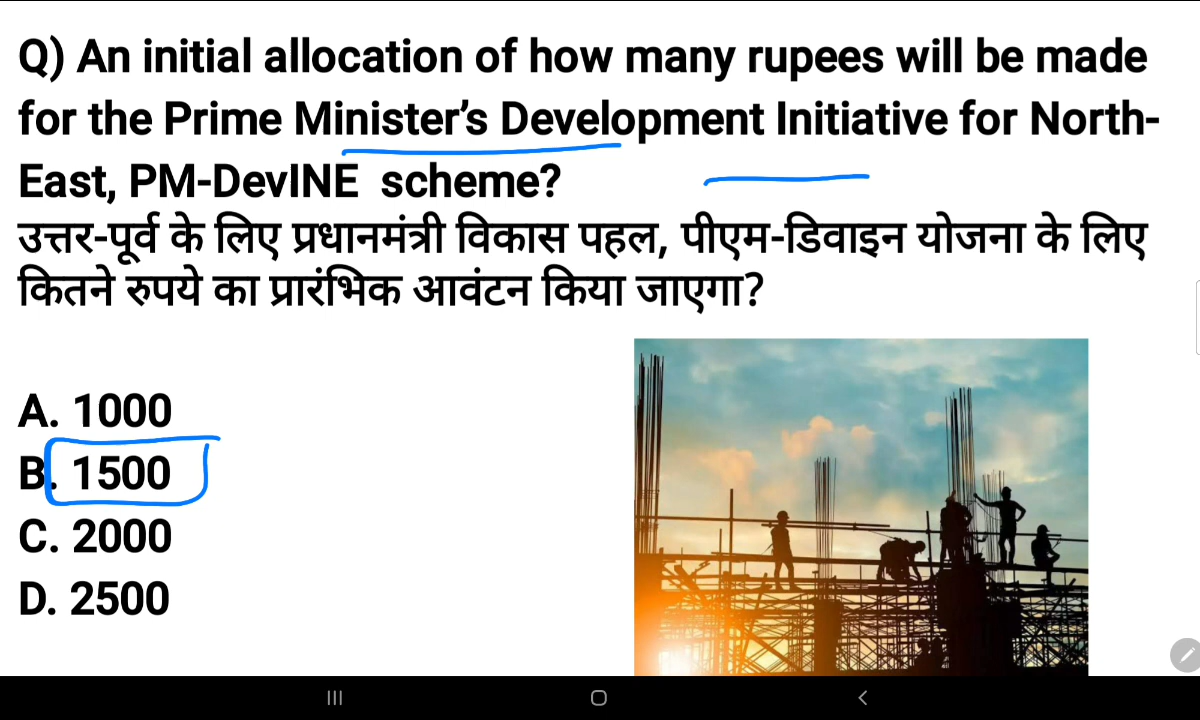 Q) An initial allocation of how many rupees will be made
for the Prime Minister’s Development Initiative for North-
East, PM-DevINE scheme?
उत्तर-पूर्व के लिए प्रधानमंत्री विकास पहल, पीएम-डिवाइन योजना के लिए
कितने रुपये का प्रारंभिक आवंटन किया जाएगा?
A. 1000
B. 1500
C. 2000
D. 2500